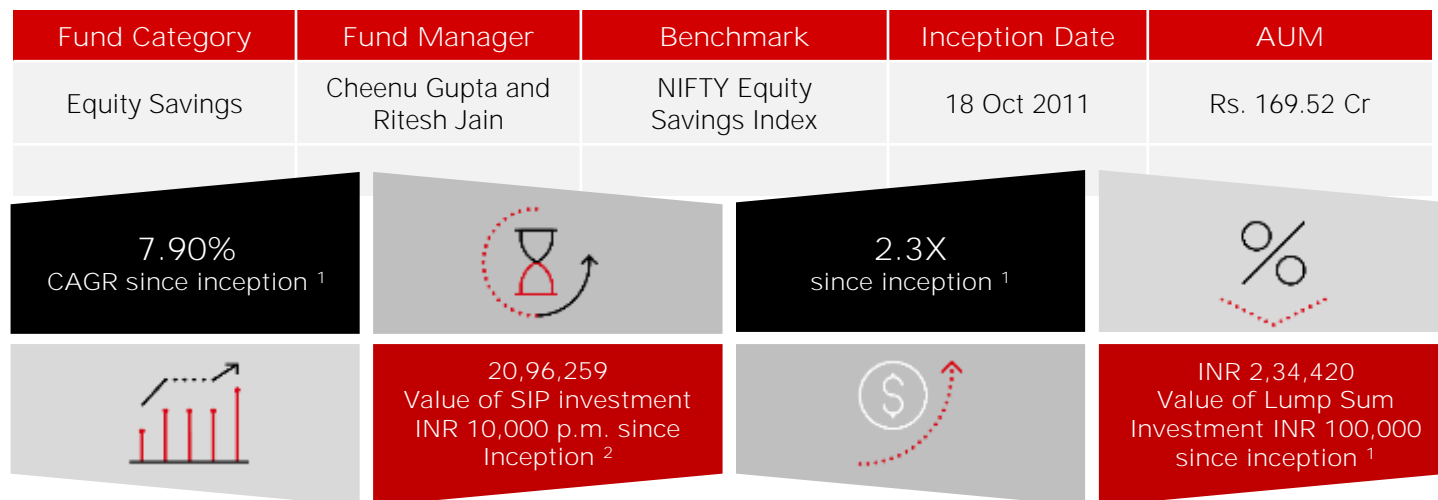 Fund Category Fund Manager Benchmark Inception Date AUM
Equity Savings Cheenu Gupta and Ritesh Jain NIFTY Equity Savings Index 18 Oct 2011 Rs. 169.52 Cr
7.90%
CAGR since inception 1
2.3X
since inception 1
20,96,259
Value of SIP investment
INR 10,000 p.m. since
Inception 2
INR 2,34,420
Value of Lump Sum
Investment INR 100,000
since inception 1